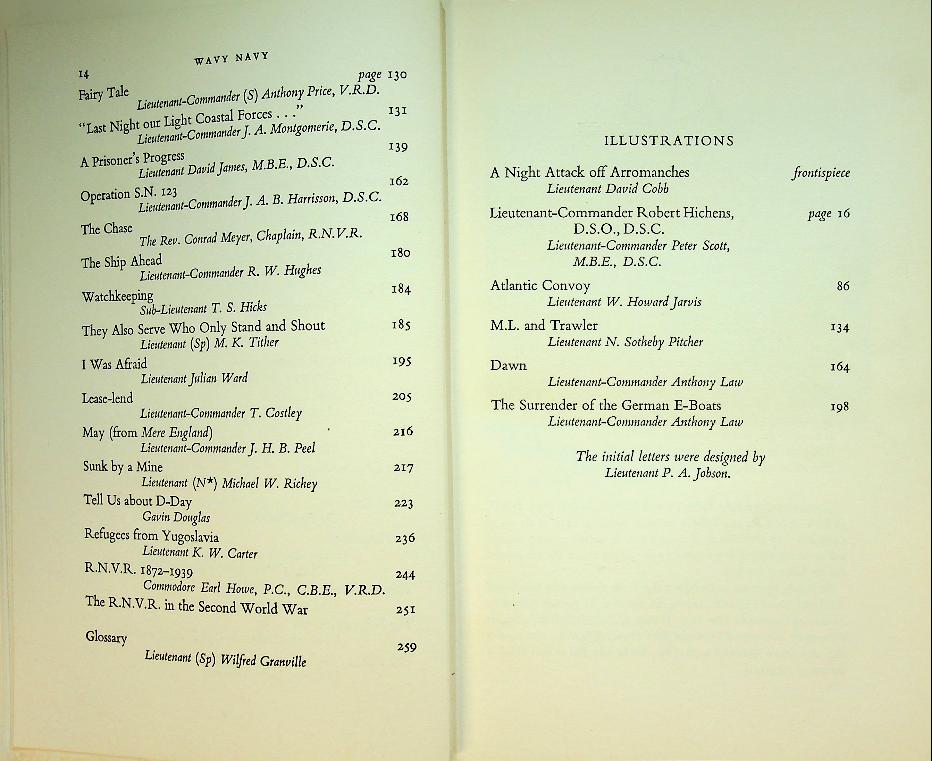 14 WAVY NAVY
Fairy Tale page 130
Lieutenant-Commander (S) Anthony Price, V.R.D.
"Last Night our Light Coastal Forces . . ." 131
Lieutenant-Commander J. A. Montgomerie, D.S.C.
A Prisoner's Progress 139
Lieutenant David James, M.B.E., D.S.C.
Operation S.N. 123 162
Lieutenant-Commander J. A. B. Harrisson, D.S.C.
The Chase 168
The Rev. Conrad Meyer, Chaplain, R.N.V.R.
The Ship Ahead 180
Lieutenant-Commander R. W. Hughes
Watchkeeping 184
Sub-Lieutenant T. S. Hicks
They Also Serve Who Only Stand and Shout 185
Lieutenant (Sp) M. K. Tither
I Was Afraid 195
Lieutenant Julian Ward
Lease-lend 205
Lieutenant-Commander T. Costley
May (from Mere England) 216
Lieutenant-Commander J. H. B. Peel
Sunk by a Mine 217
Lieutenant (N*) Michael W. Richey
Tell Us about D-Day 223
Gavin Douglas
Refugees from Yugoslavia 236
Lieutenant K. W. Carter
R.N.V.R. 1872–1939 244
Commodore Earl Howe, P.C., C.B.E., V.R.D.
The R.N.V.R. in the Second World War 251
Glossary 259
Lieutenant (Sp) Wilfred Granville
ILLUSTRATIONS
A Night Attack off Arromanches frontispiece
Lieutenant David Cobb
Lieutenant-Commander Robert Hichens, page 16
D.S.O., D.S.C.
Lieutenant-Commander Peter Scott,
M.B.E., D.S.C.
Atlantic Convoy 86
Lieutenant W. Howard Jarvis
M.L. and Trawler 134
Lieutenant N. Sotheby Pitcher
Dawn 164
Lieutenant-Commander Anthony Law
The Surrender of the German E-Boats 198
Lieutenant-Commander Anthony Law
The initial letters were designed by
Lieutenant P. A. Jobson.